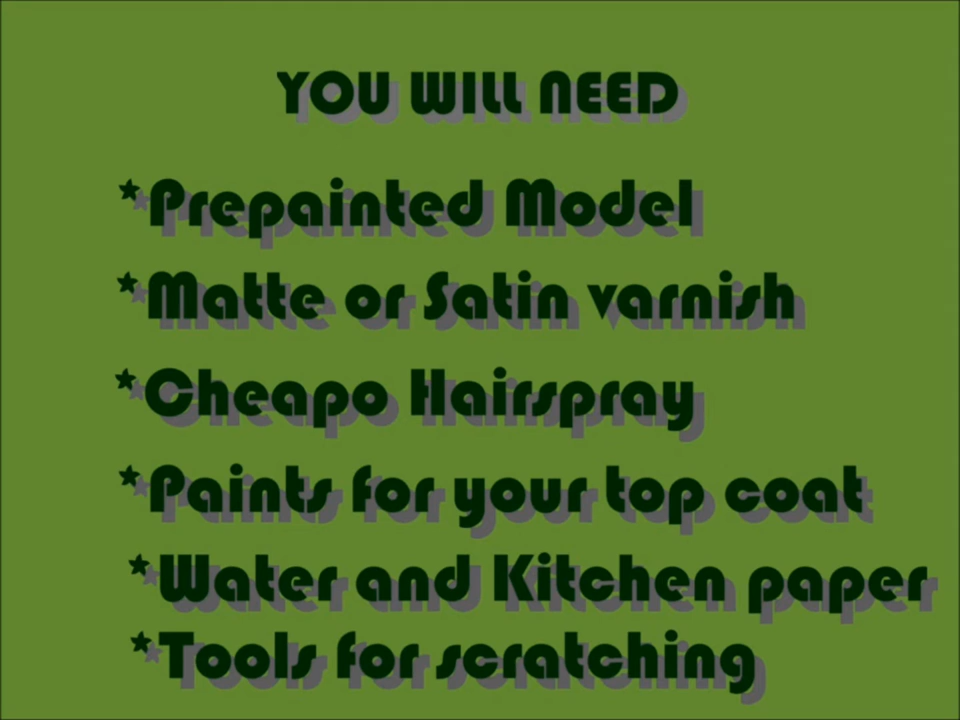 YOU WILL NEED
*Prepainted Model
*Matte or Satin varnish
*Cheapo Hairspray
*Paints for your top coat
*Water and Kitchen paper
*Tools for scratching